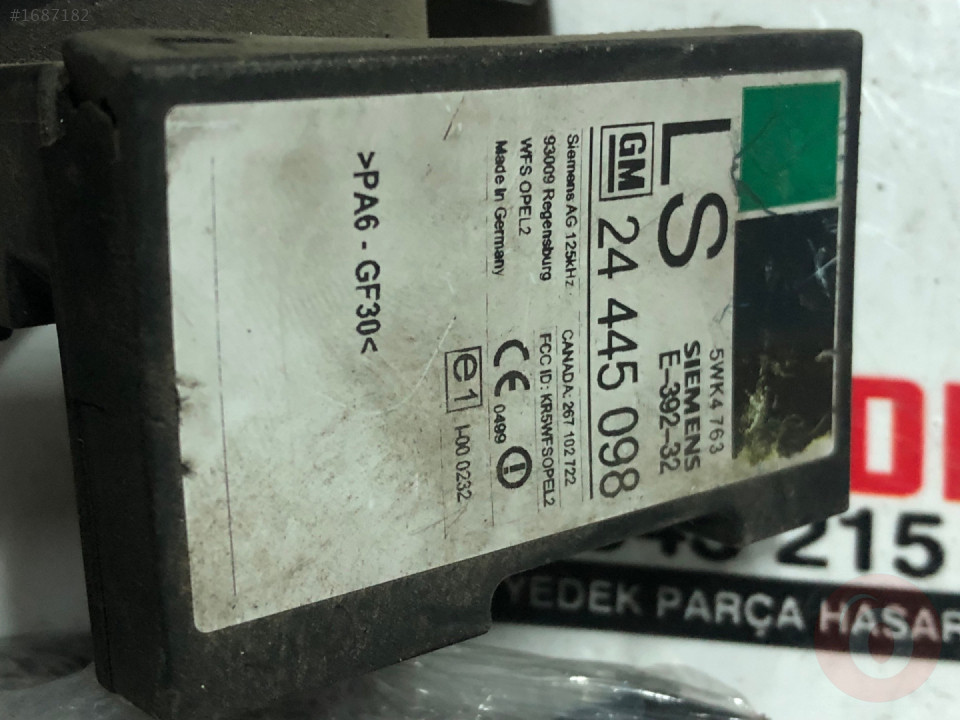 #1687182
LS
5WK4 763
SIEMENS
E-392-32
GM 24 445 098
Siemens AG 125kHz
93009 Regensburg
WFS OPEL2
Made in Germany
CANADA: 267 102 722
FCC ID: KR5WFSOPEL2
CE 0499
e1 I-00 0232
>PA6 - GF30<
215
YEDEK PARÇA HASAR